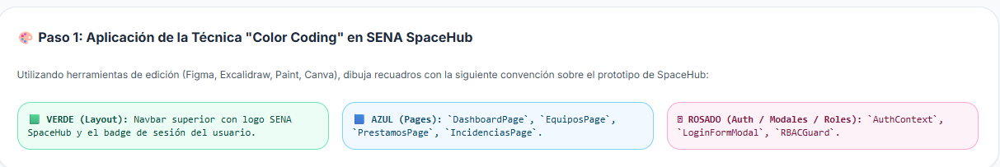 🎨 Paso 1: Aplicación de la Técnica "Color Coding" en SENA SpaceHub
Utilizando herramientas de edición (Figma, Excalidraw, Paint, Canva), dibuja recuadros con la siguiente convención sobre el prototipo de SpaceHub:
🟩 VERDE (Layout): Navbar superior con logo SENA
SpaceHub y el badge de sesión del usuario.
🟦 AZUL (Pages): `DashboardPage`, `EquiposPage`,
`PrestamosPage`, `IncidenciasPage`.
ROSADO (Auth / Modales / Roles): `AuthContext`,
`LoginFormModal`, `RBACGuard`.